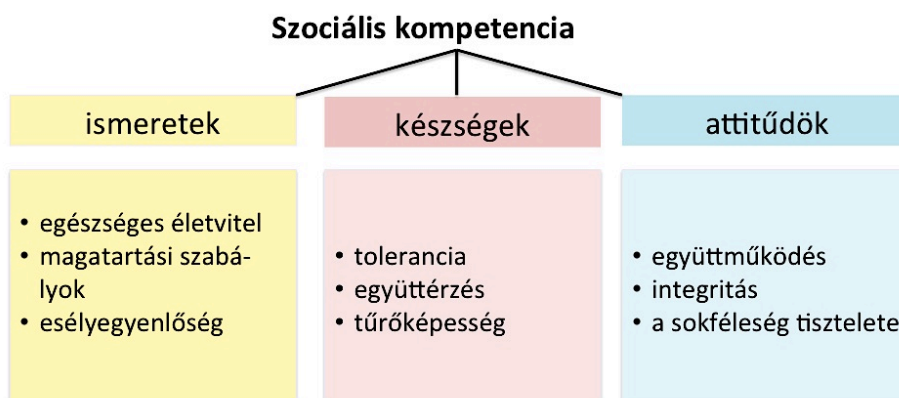 Szociális kompetencia
ismeretek
készségek
attitűdök
• egészséges életvitel
• magatartási szabá-
lyok
• esélyegyenlőség
• tolerancia
• együttérzés
• tűrőképesség
• együttműködés
• integritás
• a sokféleség tisztelete